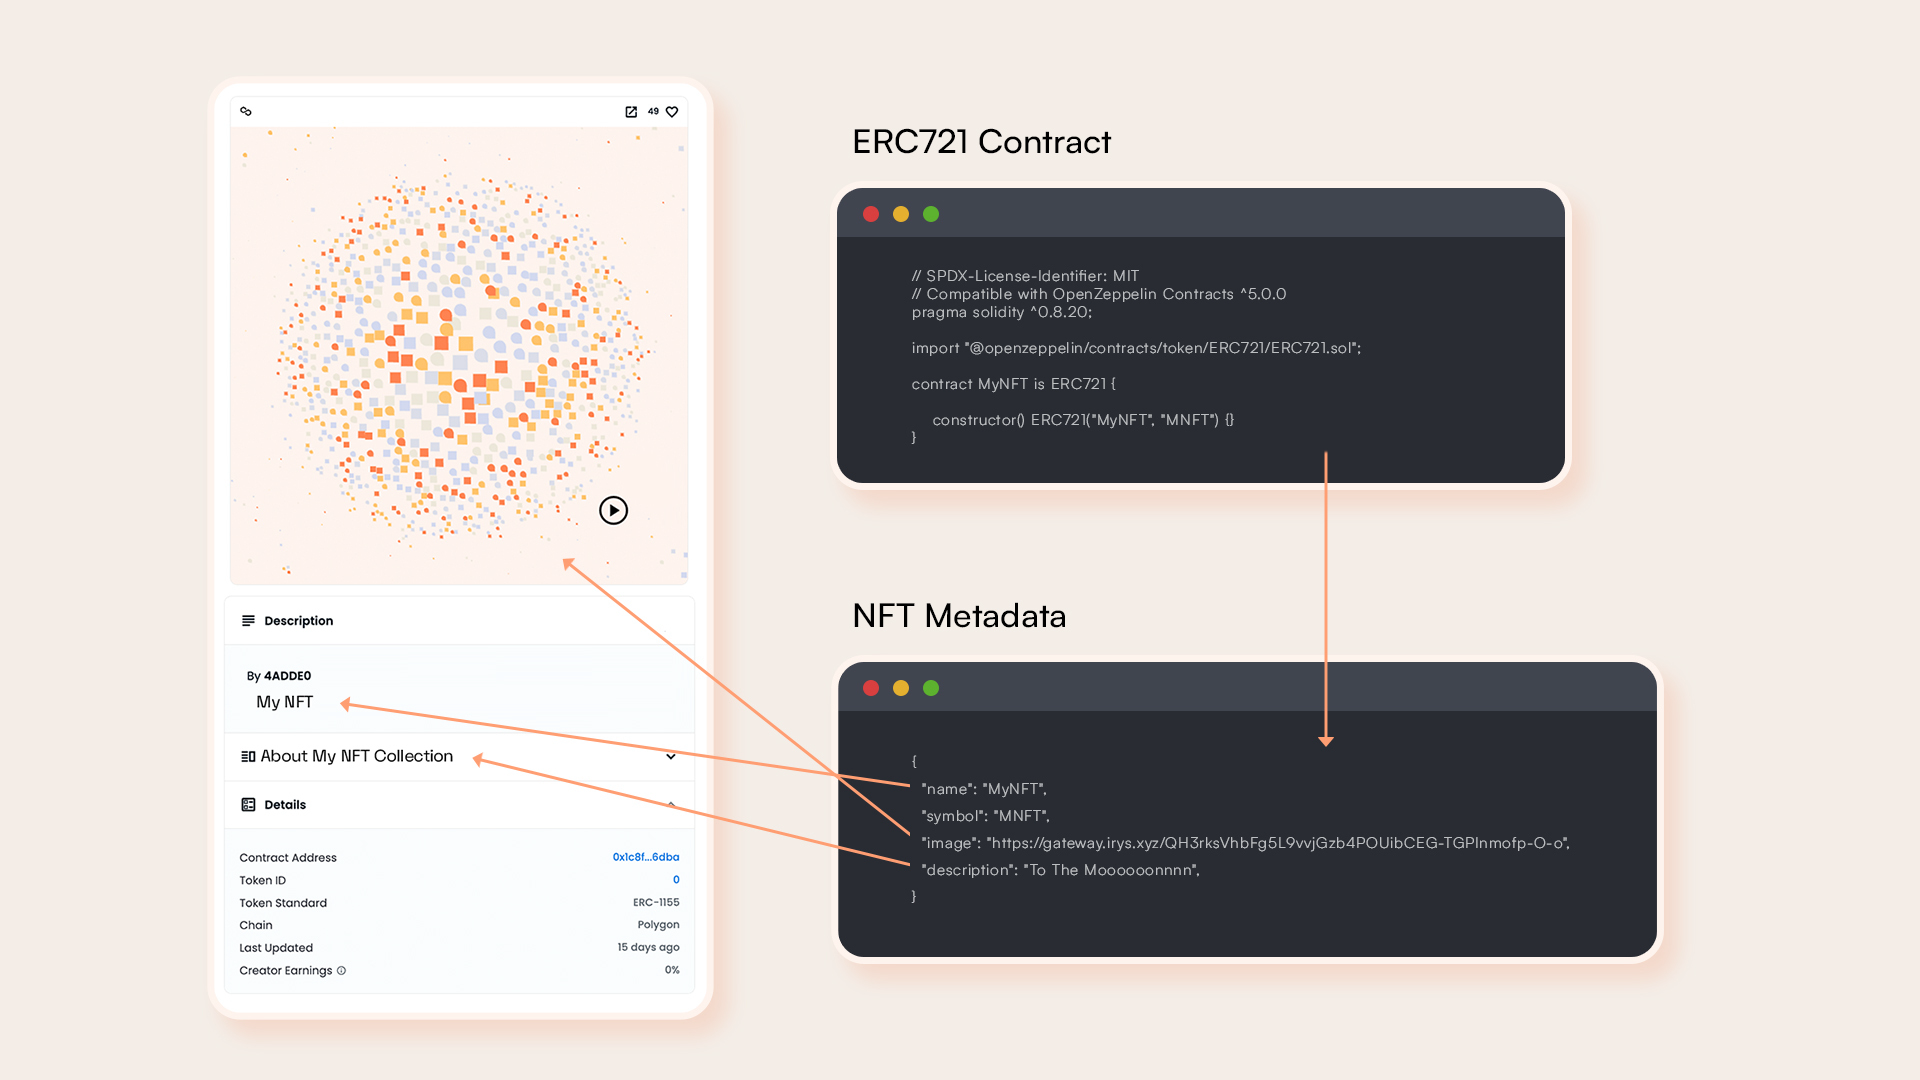 49
Description
By 4ADDE0
My NFT
About My NFT Collection
Details
Contract Address 0x1c8f...6dba
Token ID 0
Token Standard ERC-1155
Chain Polygon
Last Updated 15 days ago
Creator Earnings 0%
ERC721 Contract
// SPDX-License-Identifier: MIT
// Compatible with OpenZeppelin Contracts ^5.0.0
pragma solidity ^0.8.20;
import "@openzeppelin/contracts/token/ERC721/ERC721.sol";
contract MyNFT is ERC721 {
constructor() ERC721("MyNFT", "MNFT") {}
}
NFT Metadata
{
"name": "MyNFT",
"symbol": "MNFT",
"image": "https://gateway.irys.xyz/QH3rksVhbFg5L9vvjGzb4POUibCEG-TGPInmofp-O-o",
"description": "To The Moooooonnnn",
}